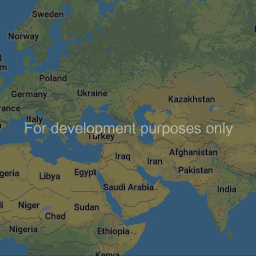 Sweden
Norway
Poland
Germany
Ukraine
rance
Kazakhstan
Italy
For development purposes only
Turkey
Iraq
Iran
Afghanistan
Pakistan
geria
Libya
Egypt
Saudi Arabia
India
li
Niger
Chad
Sudan
Nigeria
Ethiopia
Kenya